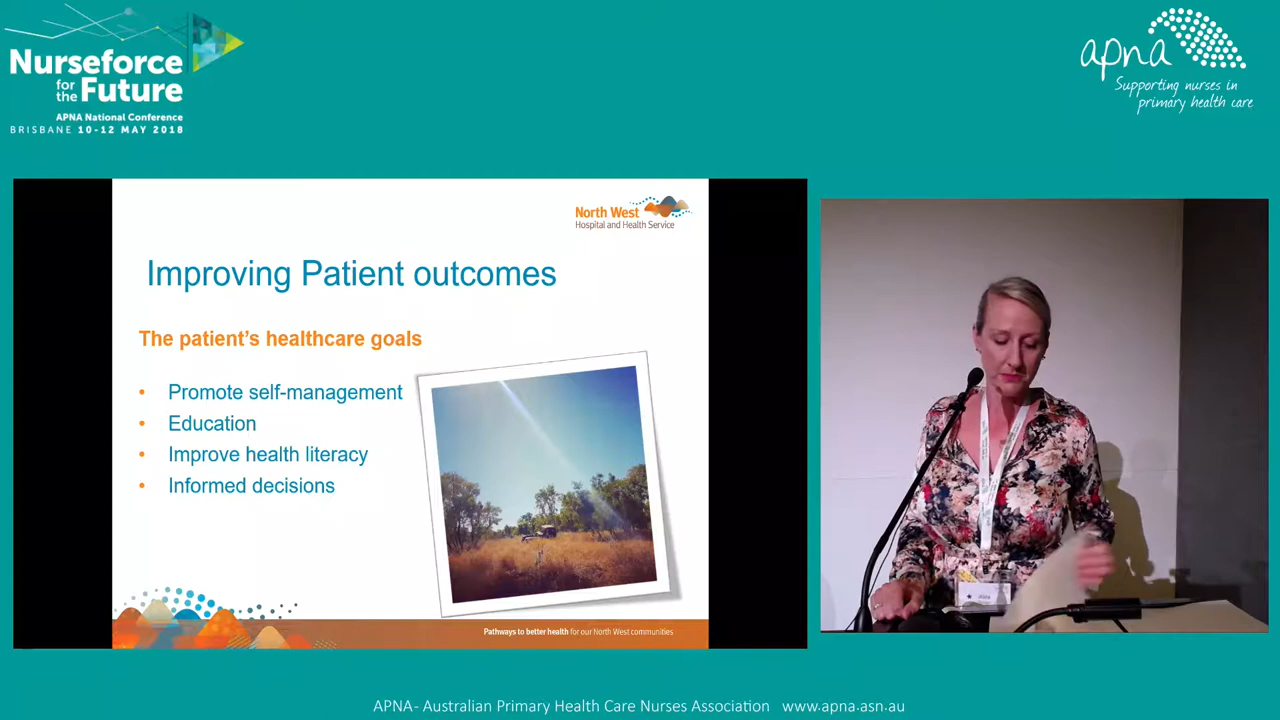 Nurseforce
for
the Future
APNA National Conference
BRISBANE 10-12 MAY 2018
apna
Supporting nurses in
primary health care
North West
Hospital and Health Service
Improving Patient outcomes
The patient's healthcare goals
• Promote self-management
• Education
• Improve health literacy
• Informed decisions
Pathways to better health for our North West communities
APNA- Australian Primary Health Care Nurses Association www.apna.asn.au